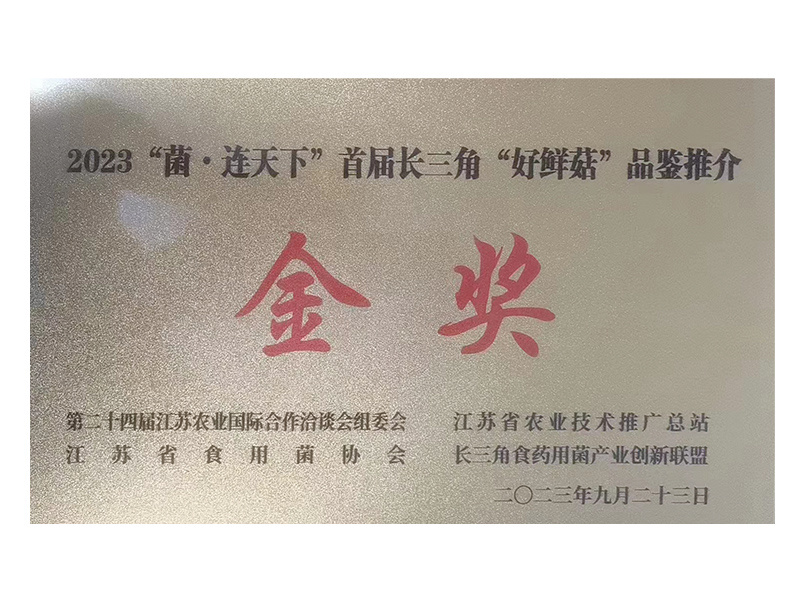 2023“菌·连天下”首届长三角“好鲜菇”品鉴推介
金奖
第二十四届江苏农业国际合作洽谈会组委会 江苏省农业技术推广总站
江苏省食用菌协会 长三角食药用菌产业创新联盟
二〇二三年九月二十三日